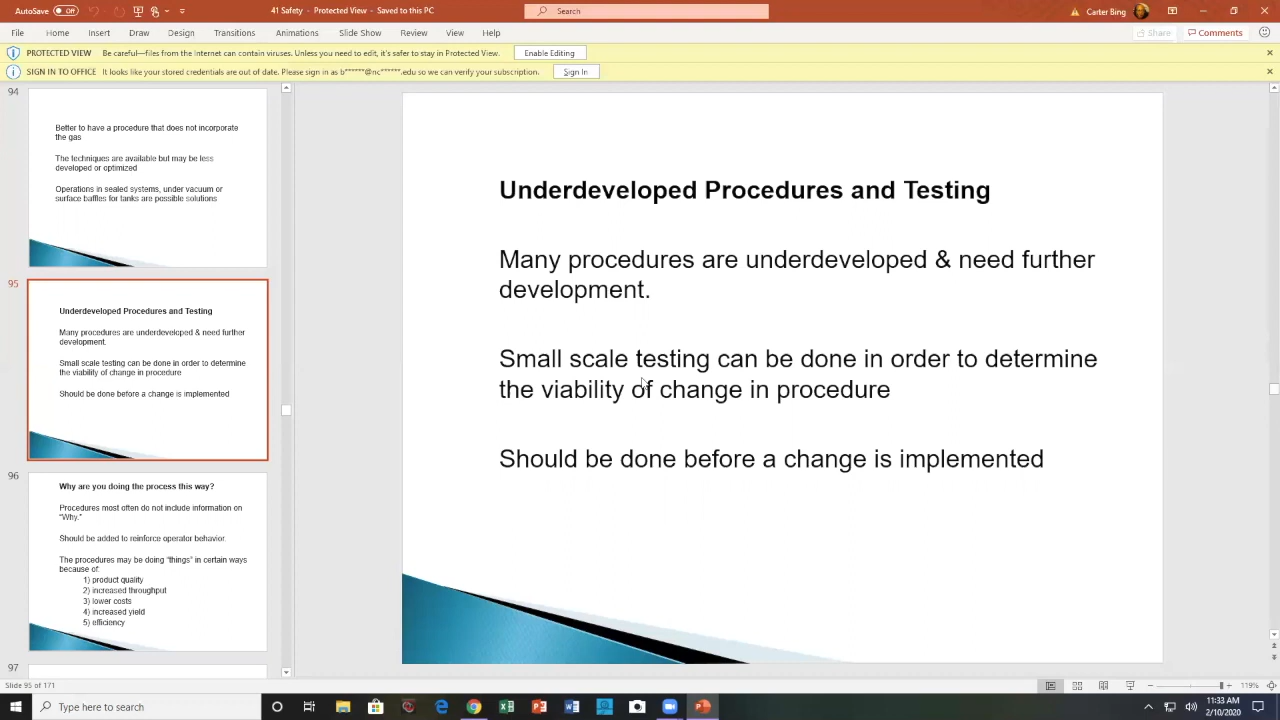 AutoSave Off
41 Safety - Protected View - Saved to this PC
Search
Carter Bing
File Home Insert Draw Design Transitions Animations Slide Show Review View Help
Share Comments
PROTECTED VIEW Be careful—files from the Internet can contain viruses. Unless you need to edit, it's safer to stay in Protected View. Enable Editing
SIGN IN TO OFFICE It looks like your stored credentials are out of date. Please sign in as b******@nc******.edu so we can verify your subscription. Sign In
94
Better to have a procedure that does not incorporate
the gas
The techniques are available but may be less
developed or optimized
Operations in sealed systems, under vacuum or
surface baffles for tanks are possible solutions
95
Underdeveloped Procedures and Testing
Many procedures are underdeveloped & need further
development.
Small scale testing can be done in order to determine
the viability of change in procedure
Should be done before a change is implemented
96
Why are you doing the process this way?
Procedures most often do not include information on
"Why."
Should be added to reinforce operator behavior.
The procedures may be doing "things" in certain ways
because of:
1) product quality
2) increased throughput
3) lower costs
4) increased yield
5) efficiency
97
Underdeveloped Procedures and Testing
Many procedures are underdeveloped & need further
development.
Small scale testing can be done in order to determine
the viability of change in procedure
Should be done before a change is implemented
Slide 95 of 171
119%
Type here to search
11:33 AM
2/10/2020